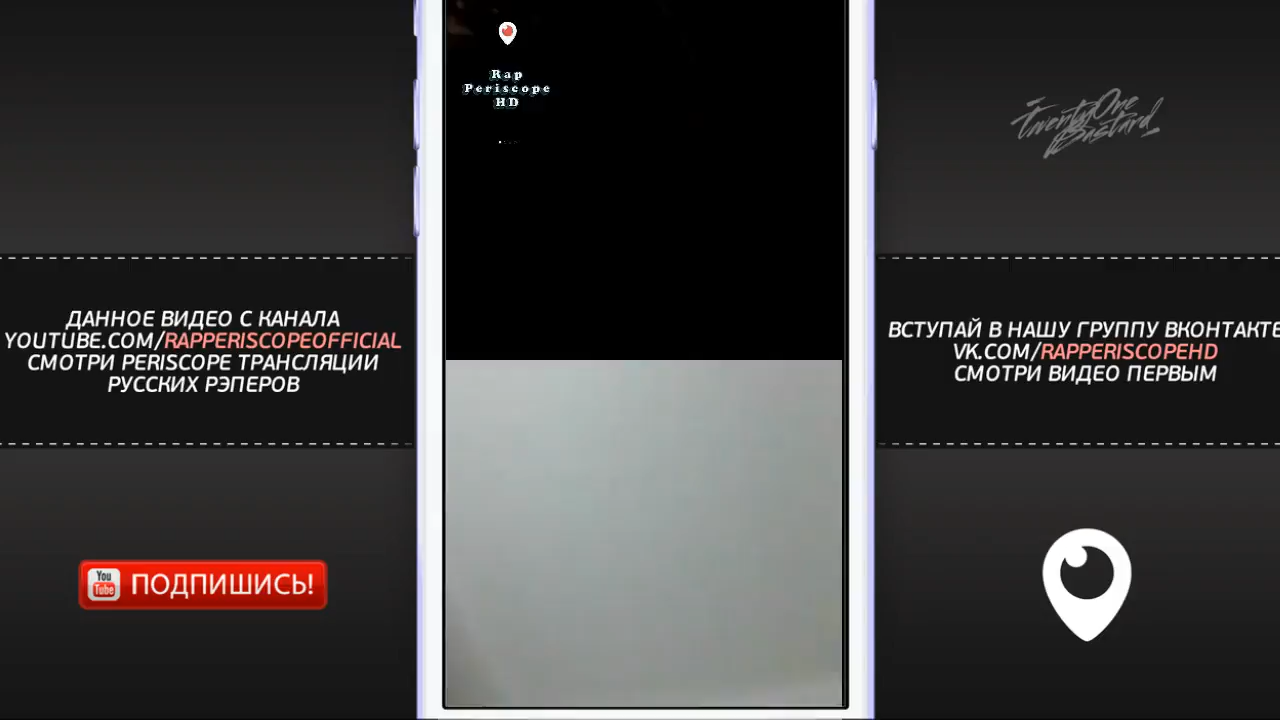 Rap
Periscope
HD
TwentyOne
Bastard
ДАННОЕ ВИДЕО С КАНАЛА
YOUTUBE.COM/RAPPERISCOPEOFFICIAL
СМОТРИ PERISCOPE ТРАНСЛЯЦИИ
РУССКИХ РЭПЕРОВ
ВСТУПАЙ В НАШУ ГРУППУ ВКОНТАКТЕ
VK.COM/RAPPERISCOPEHD
СМОТРИ ВИДЕО ПЕРВЫМ
You
Tube
ПОДПИШИСЬ!